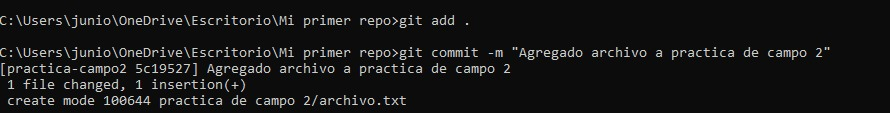 C:\Users\junio\OneDrive\Escritorio\Mi primer repo>git add .
C:\Users\junio\OneDrive\Escritorio\Mi primer repo>git commit -m "Agregado archivo a practica de campo 2"
[practica-campo2 5c19527] Agregado archivo a practica de campo 2
 1 file changed, 1 insertion(+)
 create mode 100644 practica de campo 2/archivo.txt